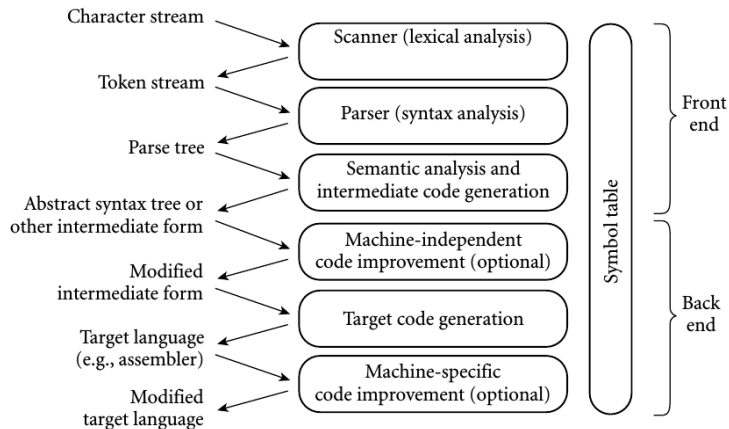 Character stream
Scanner (lexical analysis)
Token stream
Parser (syntax analysis)
Parse tree
Semantic analysis and
intermediate code generation
Abstract syntax tree or
other intermediate form
Machine-independent
code improvement (optional)
Modified
intermediate form
Target code generation
Target language
(e.g., assembler)
Machine-specific
code improvement (optional)
Modified
target language
Symbol table
Front
end
Back
end